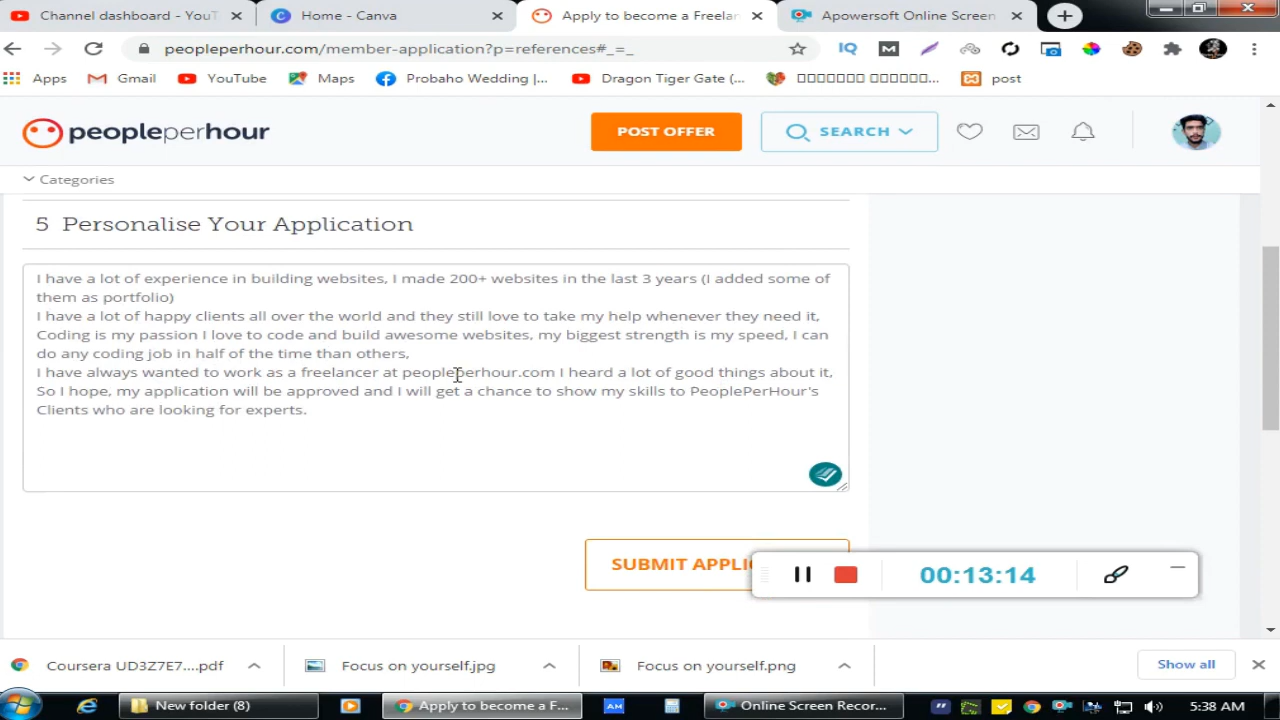 Channel dashboard - YouT
Home - Canva
Apply to become a Freelan
Apowersoft Online Screen
peopleperhour.com/member-application?p=references#_=_
IQ
M
Apps
Gmail
YouTube
Maps
Probaho Wedding |...
Dragon Tiger Gate (...
post
peopleperhour
POST OFFER
SEARCH
Categories
5 Personalise Your Application
I have a lot of experience in building websites, I made 200+ websites in the last 3 years (I added some of
them as portfolio)
I have a lot of happy clients all over the world and they still love to take my help whenever they need it,
Coding is my passion I love to code and build awesome websites, my biggest strength is my speed, I can
do any coding job in half of the time than others,
I have always wanted to work as a freelancer at peopleperhour.com I heard a lot of good things about it,
So I hope, my application will be approved and I will get a chance to show my skills to PeoplePerHour's
Clients who are looking for experts.
SUBMIT APPLIC
00:13:14
Coursera UD3Z7E7....pdf
Focus on yourself.jpg
Focus on yourself.png
Show all
New folder (8)
Apply to become a F...
AM
Online Screen Recor...
5:38 AM